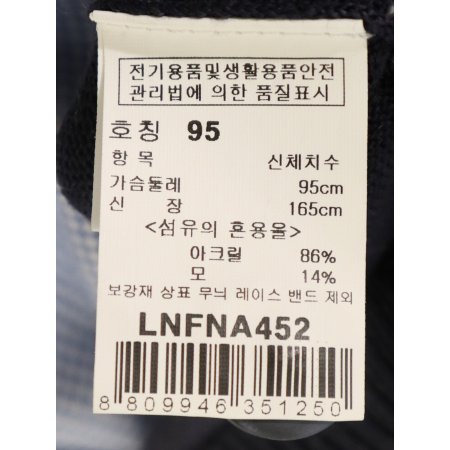 전기용품및생활용품안전
관리법에 의한 품질표시
호칭 95
항 목 신체치수
가슴둘레 95cm
신 장 165cm
<섬유의 혼용율>
아크릴 86%
모 14%
보강재 상표 무늬 레이스 밴드 제외
LNFNA452
8 809946 351250